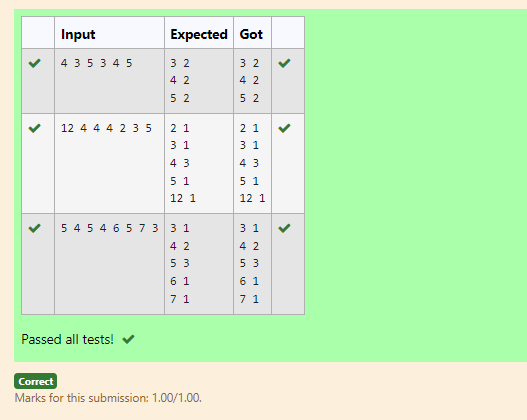 Input Expected Got
4 3 5 3 4 5 3 2 3 2
4 2 4 2
5 2 5 2
12 4 4 4 2 3 5 2 1 2 1
3 1 3 1
4 3 4 3
5 1 5 1
12 1 12 1
5 4 5 4 6 5 7 3 3 1 3 1
4 2 4 2
5 3 5 3
6 1 6 1
7 1 7 1
Passed all tests!
Correct
Marks for this submission: 1.00/1.00.